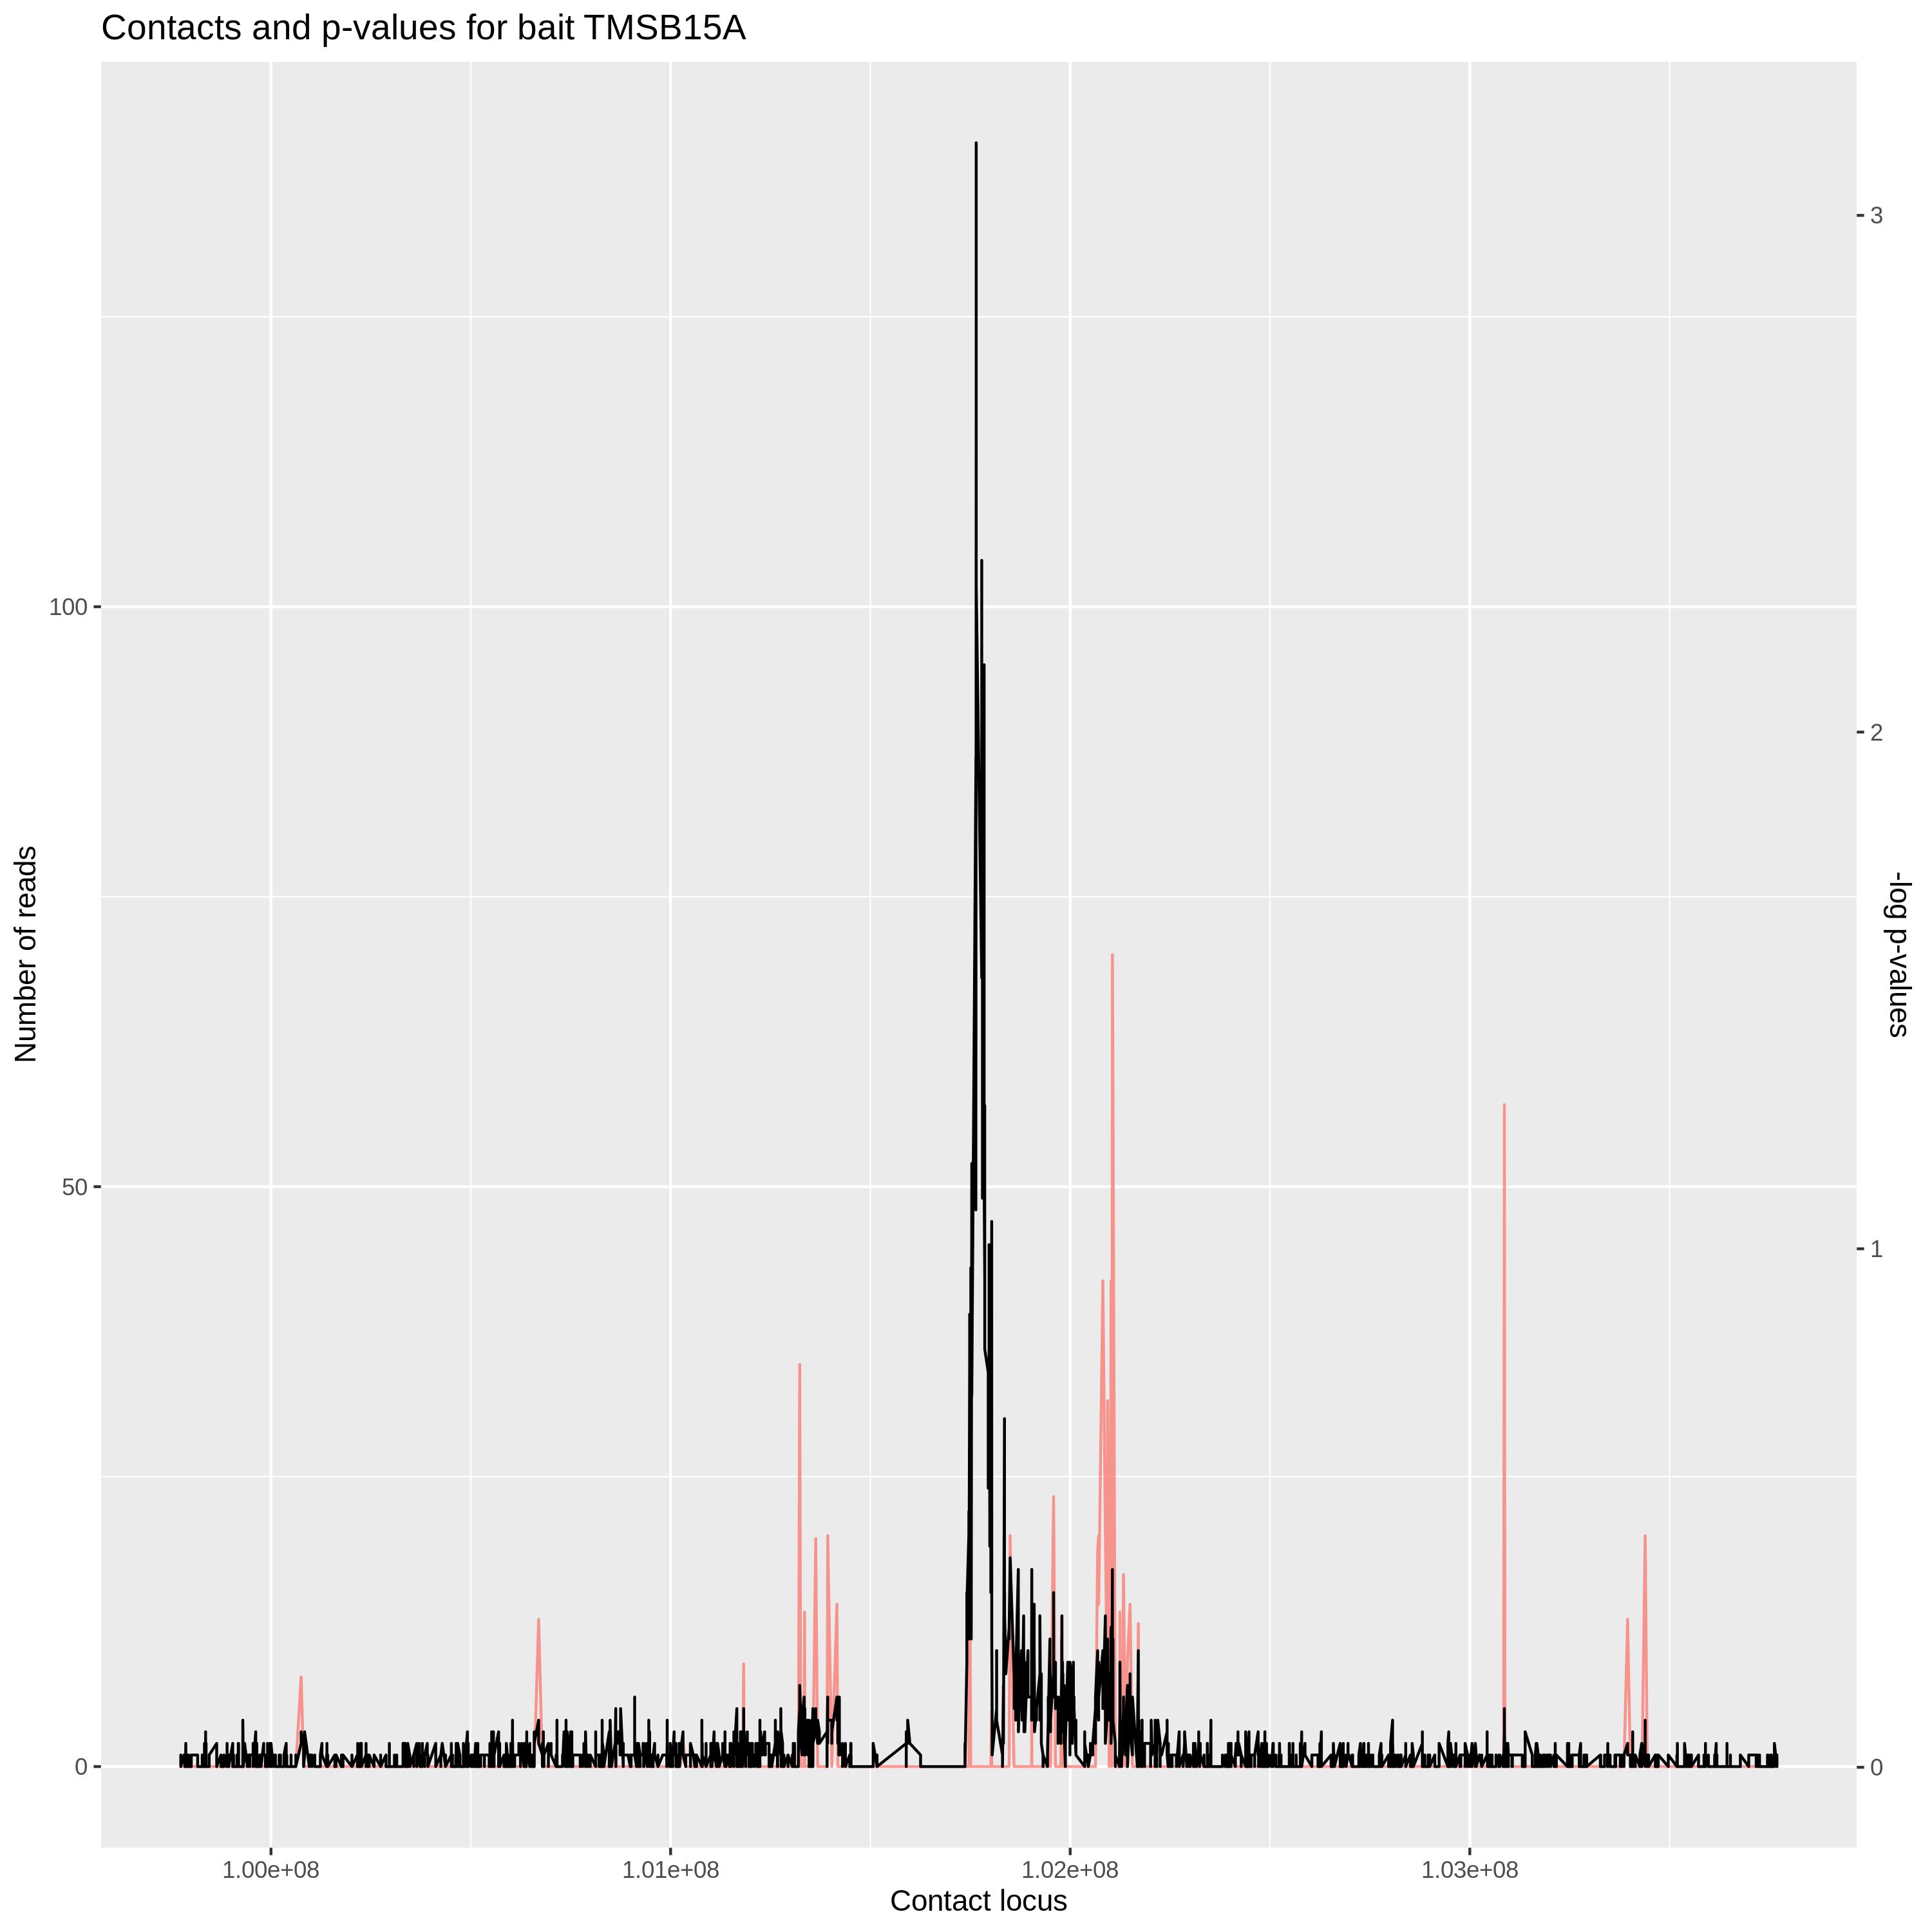 Contacts and p-values for bait TMSB15A
3
100
2
Number of reads
-log p-values
50
1
0
0
1.00e+08
1.01e+08
1.02e+08
1.03e+08
Contact locus